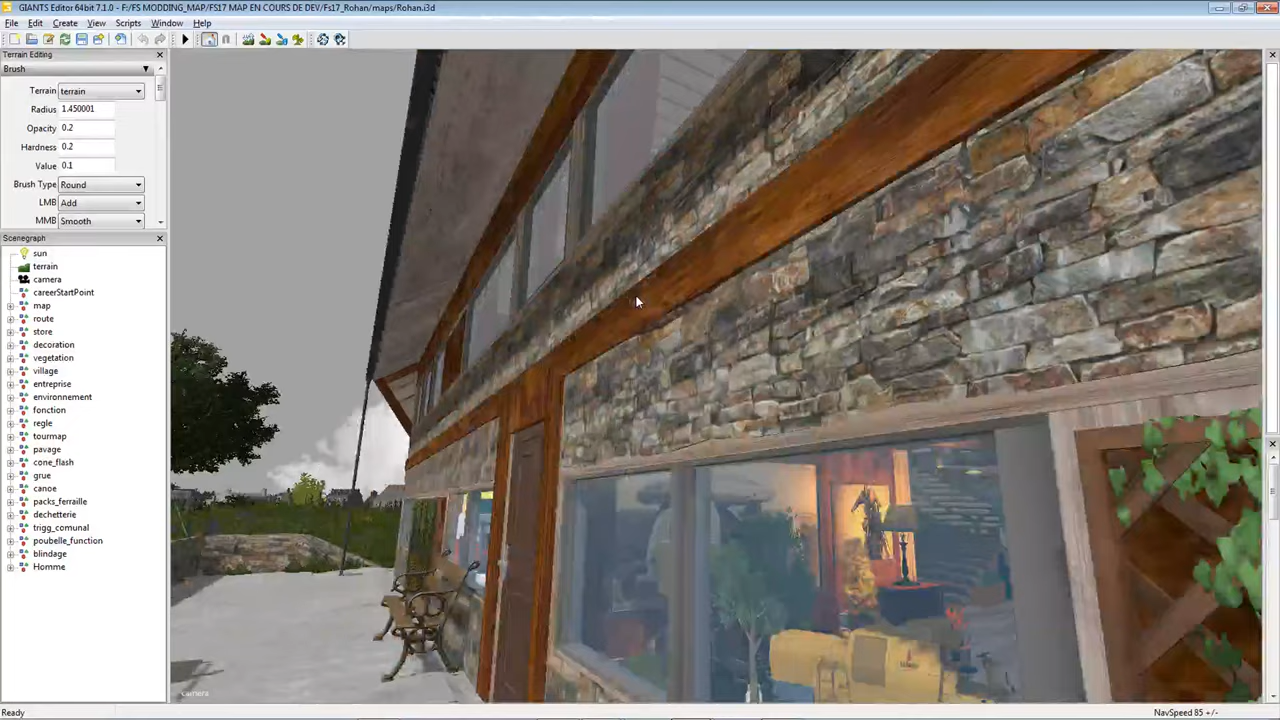 GIANTS Editor 64bit 7.1.0 - F:/FS MODDING_MAP/FS17 MAP EN COURS DE DEV/Fs17_Rohan/maps/Rohan.i3d
File Edit Create View Scripts Window Help
Terrain Editing
Brush
Terrain terrain
Radius 1.450001
Opacity 0.2
Hardness 0.2
Value 0.1
Brush Type Round
LMB Add
MMB Smooth
Scenegraph
sun
terrain
camera
careerStartPoint
map
route
store
decoration
vegetation
village
entreprise
environnement
fonction
regle
tourmap
pavage
cone_flash
grue
canoe
packs_ferraille
dechetterie
trigg_comunal
poubelle_function
blindage
Homme
camera
Ready
NavSpeed 85 +/-